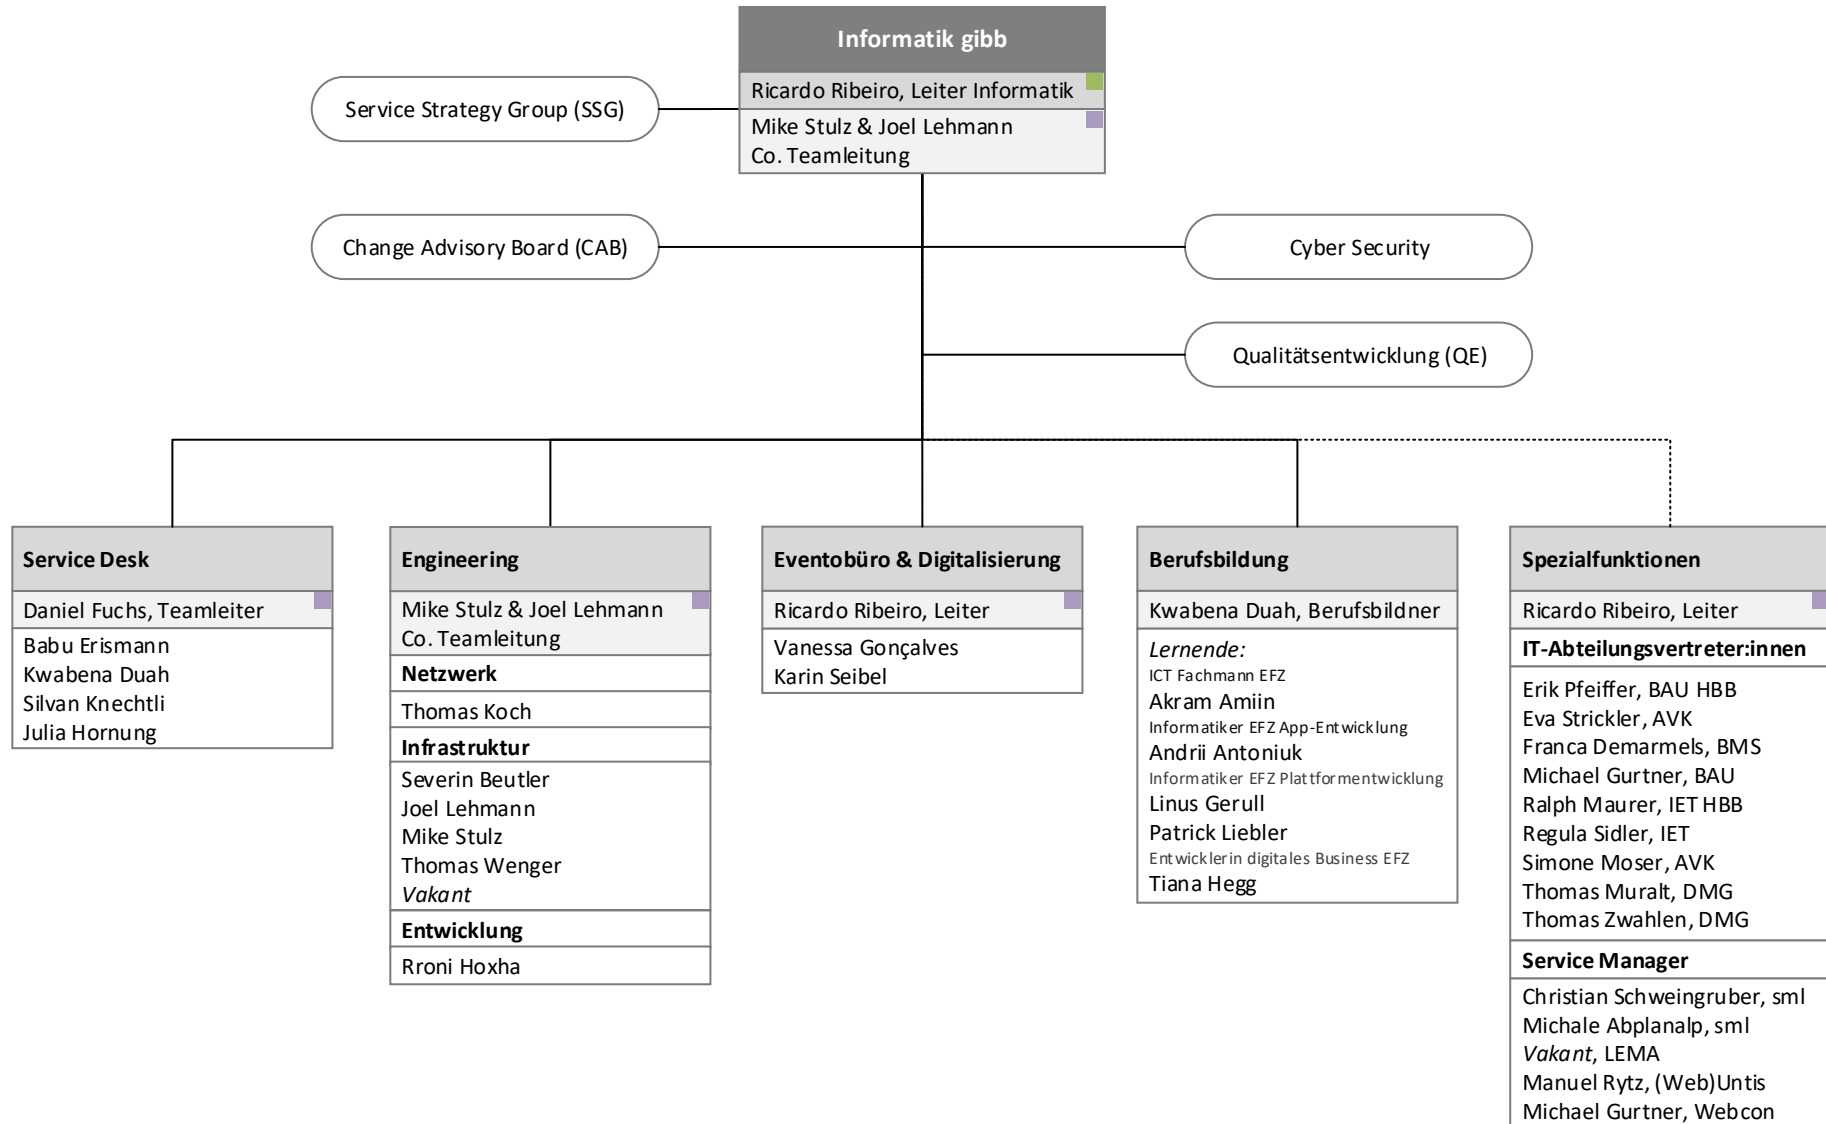 Informatik gibb
Ricardo Ribeiro, Leiter Informatik
Mike Stulz & Joel Lehmann
Co. Teamleitung
Service Strategy Group (SSG)
Change Advisory Board (CAB)
Cyber Security
Qualitätsentwicklung (QE)
Service Desk
Daniel Fuchs, Teamleiter
Babu Erismann
Kwabena Duah
Silvan Knechtli
Julia Hornung
Engineering
Mike Stulz & Joel Lehmann
Co. Teamleitung
Netzwerk
Thomas Koch
Infrastruktur
Severin Beutler
Joel Lehmann
Mike Stulz
Thomas Wenger
Vakant
Entwicklung
Rroni Hoxha
Eventobüro & Digitalisierung
Ricardo Ribeiro, Leiter
Vanessa Gonçalves
Karin Seibel
Berufsbildung
Kwabena Duah, Berufsbildner
Lernende:
ICT Fachmann EFZ
Akram Amiin
Informatiker EFZ App-Entwicklung
Andrii Antoniuk
Informatiker EFZ Plattformentwicklung
Linus Gerull
Patrick Liebler
Entwicklerin digitales Business EFZ
Tiana Hegg
Spezialfunktionen
Ricardo Ribeiro, Leiter
IT-Abteilungsvertreter:innen
Erik Pfeiffer, BAU HBB
Eva Strickler, AVK
Franca Demarmels, BMS
Michael Gurtner, BAU
Ralph Maurer, IET HBB
Regula Sidler, IET
Simone Moser, AVK
Thomas Muralt, DMG
Thomas Zwahlen, DMG
Service Manager
Christian Schweingruber, sml
Michale Abplanalp, sml
Vakant, LEMA
Manuel Rytz, (Web)Untis
Michael Gurtner, Webcon